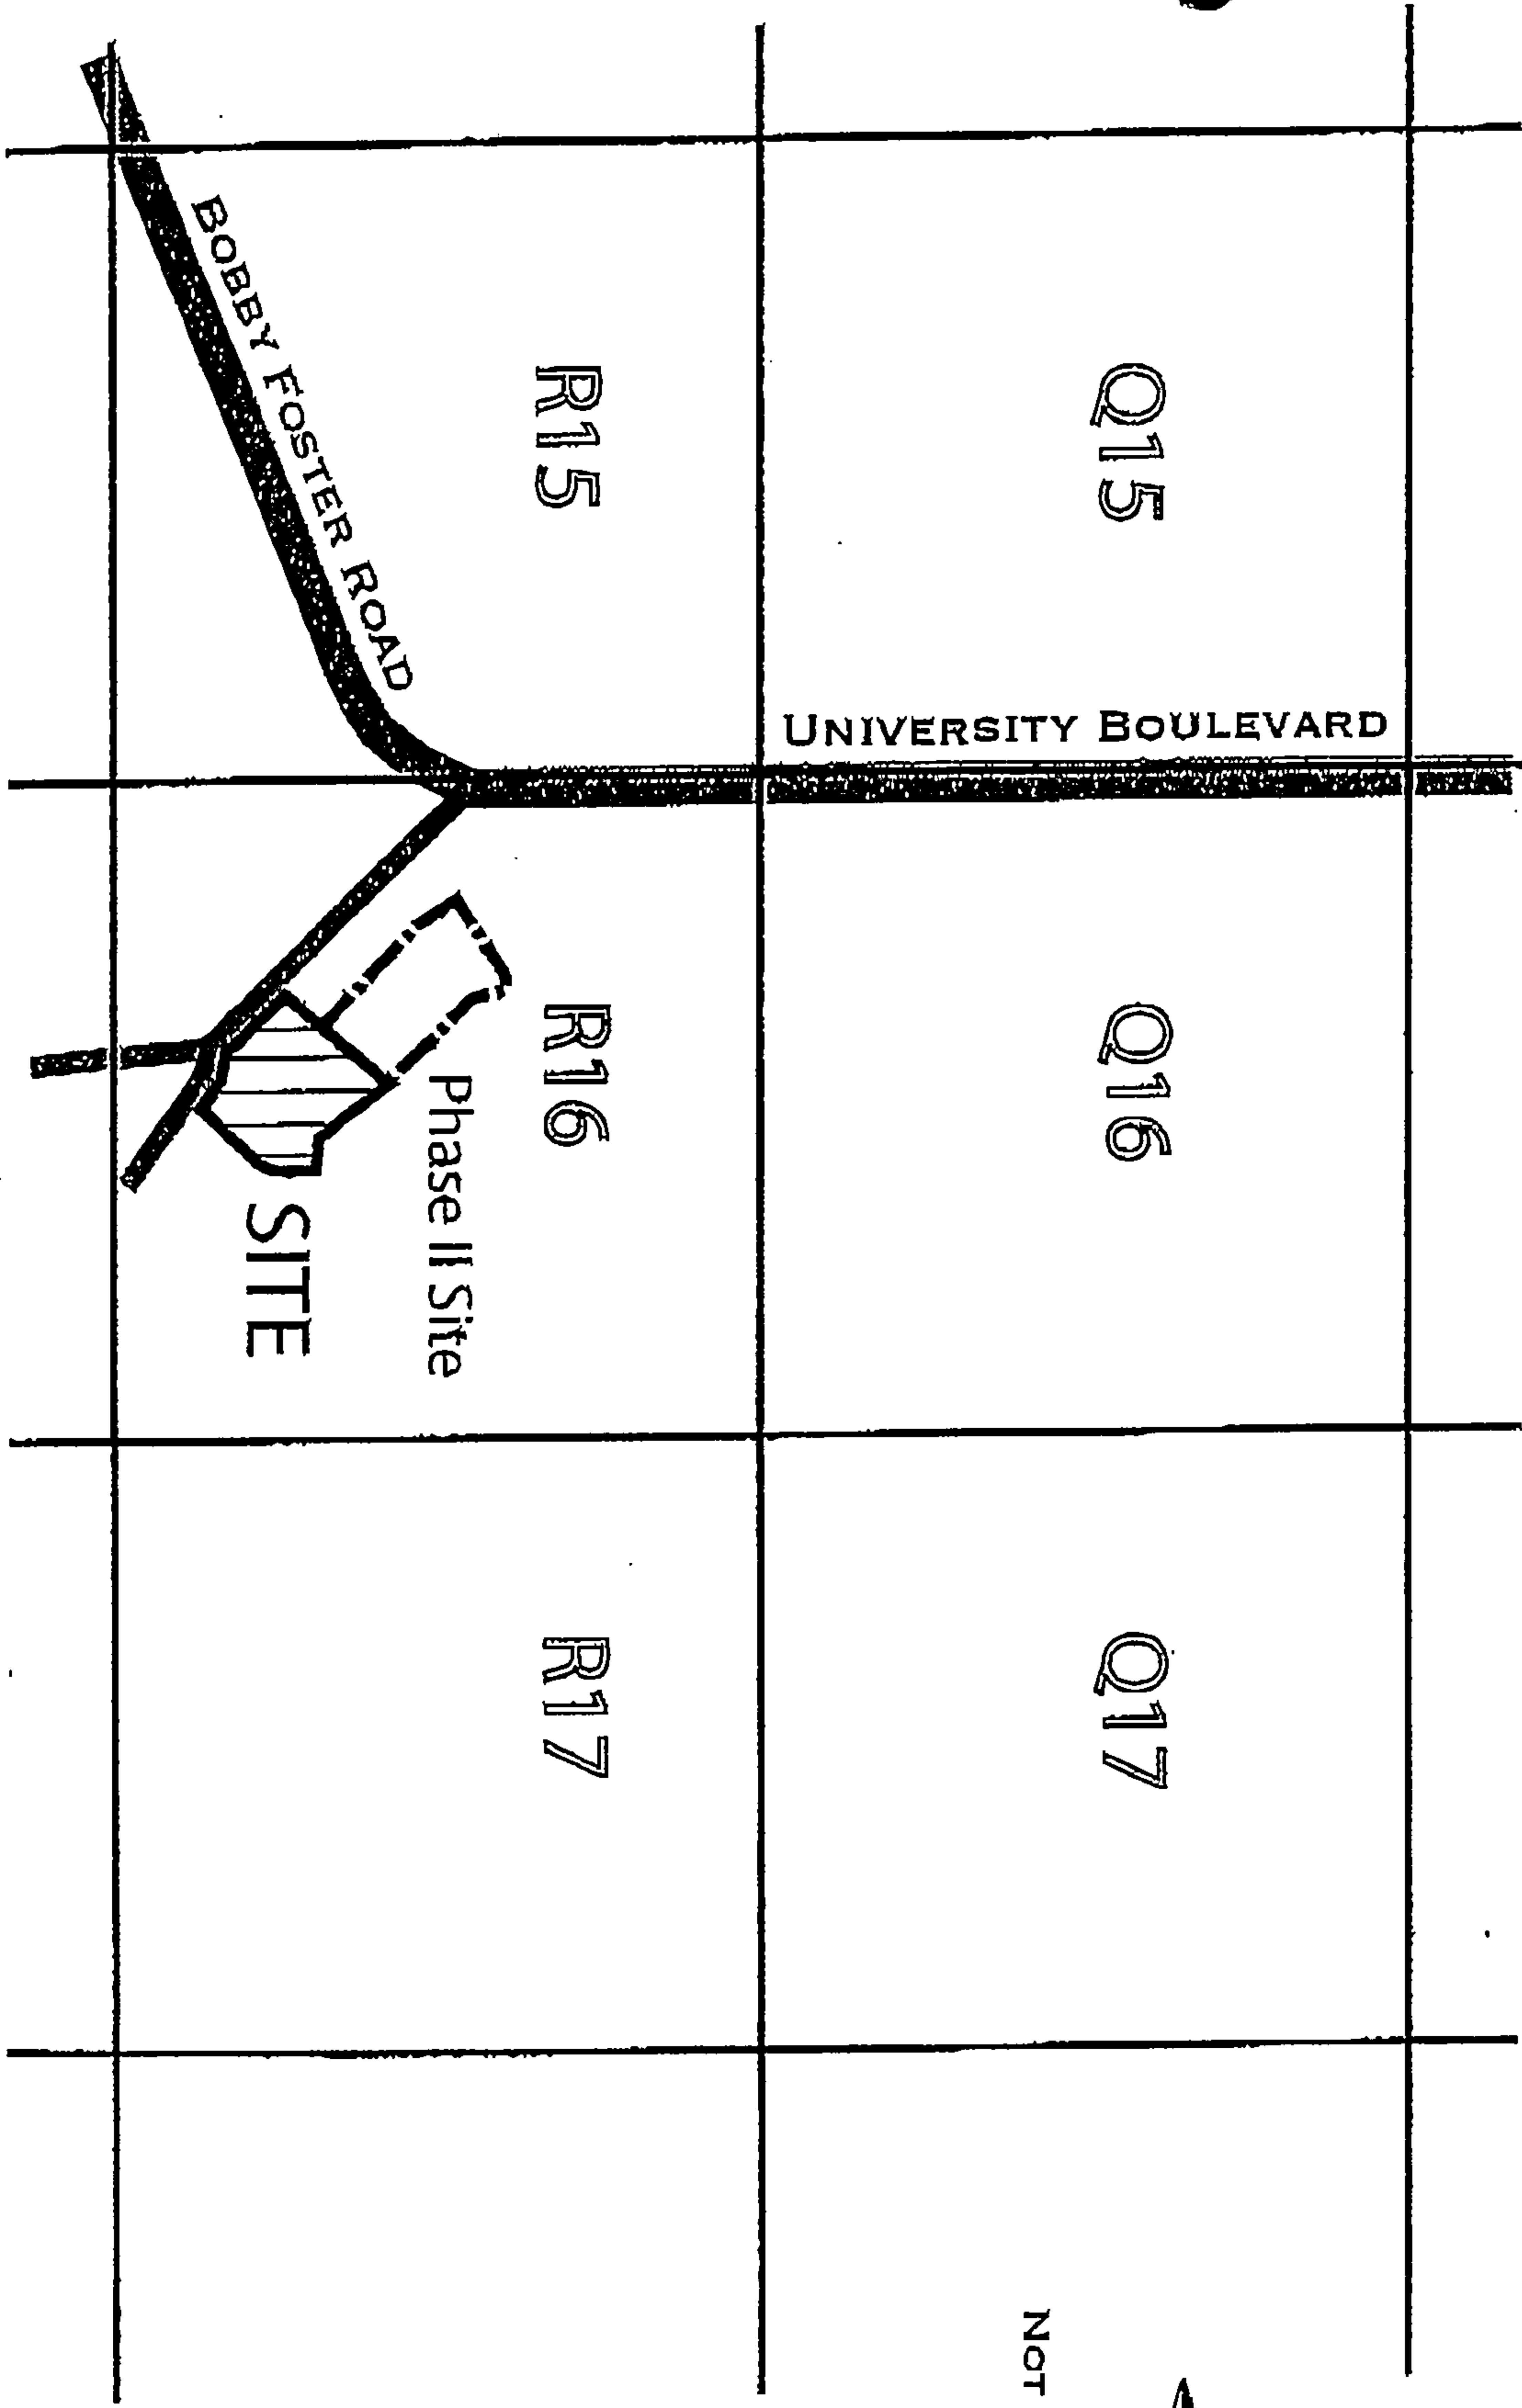 Q15
Q16
Q17
UNIVERSITY BOULEVARD
R15
R16
R17
BOBBY FOSTER ROAD
Phase II Site
SITE
NOT